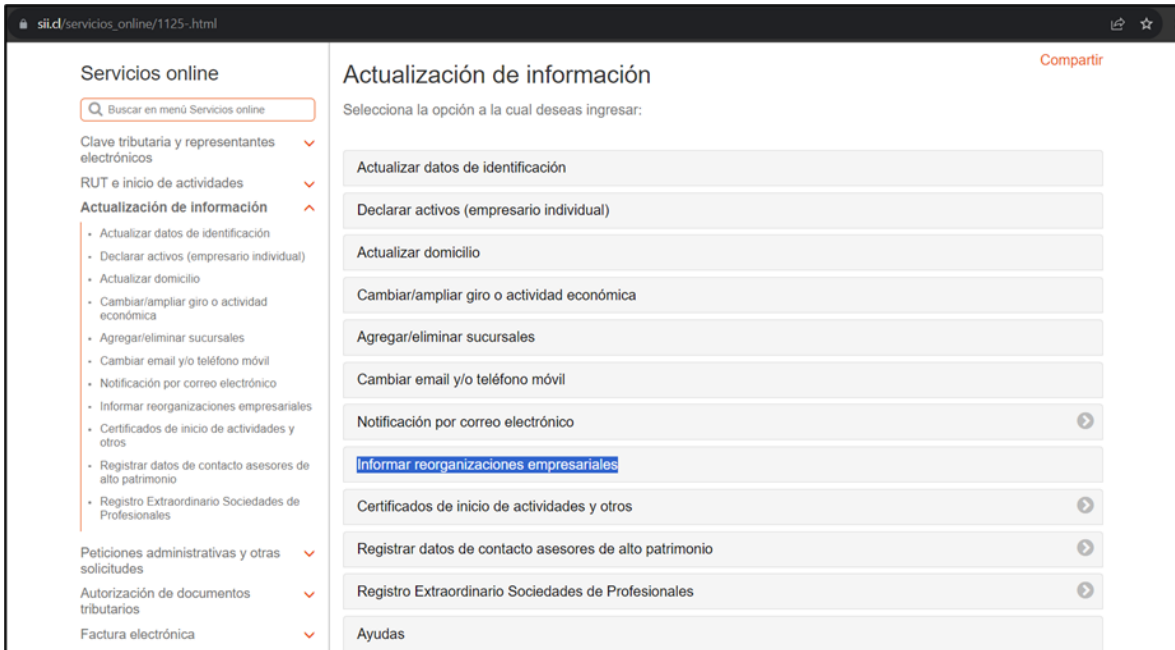 sii.cl/servicios_online/1125-.html
Servicios online
Buscar en menú Servicios online
Clave tributaria y representantes
electrónicos
RUT e inicio de actividades
Actualización de información
Actualizar datos de identificación
Declarar activos (empresario individual)
Actualizar domicilio
Cambiar/ampliar giro o actividad
económica
Agregar/eliminar sucursales
Cambiar email y/o teléfono móvil
Notificación por correo electrónico
Informar reorganizaciones empresariales
Certificados de inicio de actividades y
otros
Registrar datos de contacto asesores de
alto patrimonio
Registro Extraordinario Sociedades de
Profesionales
Peticiones administrativas y otras
solicitudes
Autorización de documentos
tributarios
Factura electrónica
Compartir
Actualización de información
Selecciona la opción a la cual deseas ingresar:
Actualizar datos de identificación
Declarar activos (empresario individual)
Actualizar domicilio
Cambiar/ampliar giro o actividad económica
Agregar/eliminar sucursales
Cambiar email y/o teléfono móvil
Notificación por correo electrónico
Informar reorganizaciones empresariales
Certificados de inicio de actividades y otros
Registrar datos de contacto asesores de alto patrimonio
Registro Extraordinario Sociedades de Profesionales
Ayudas